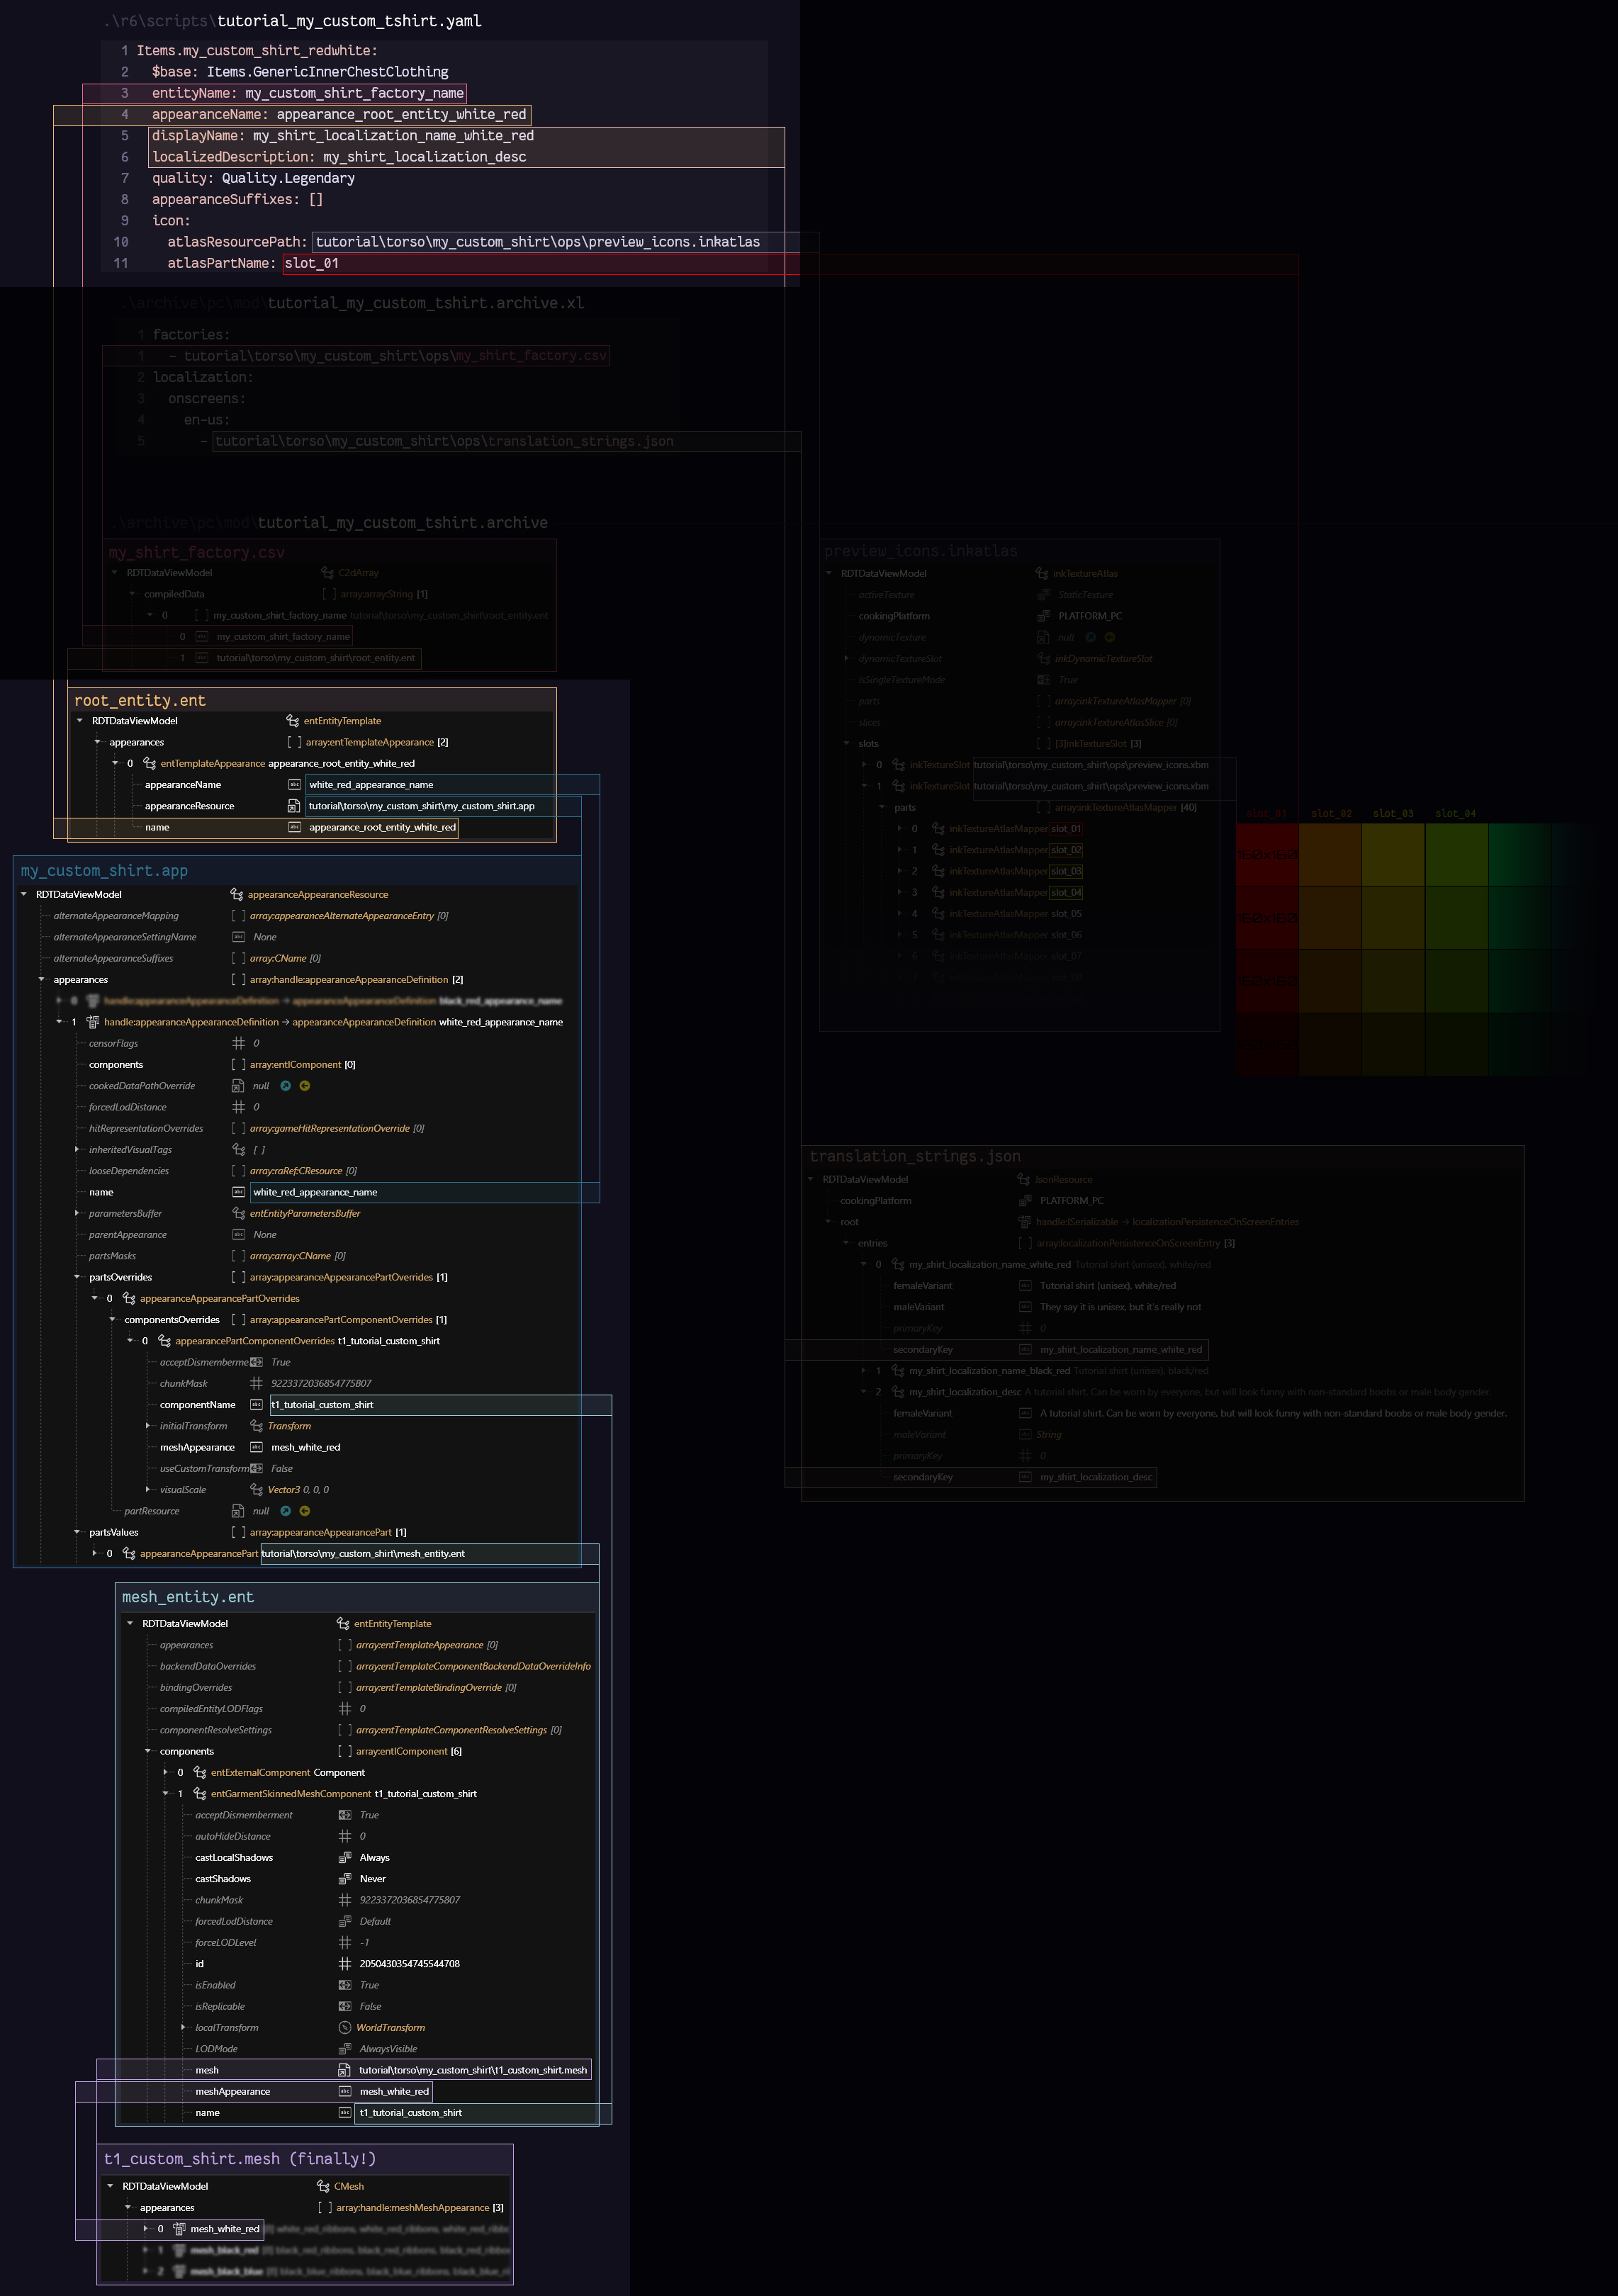 .\r6\scripts\tutorial_my_custom_tshirt.yaml
1 Items.my_custom_shirt_redwhite:
2 $base: Items.GenericInnerChestClothing
3 entityName: my_custom_shirt_factory_name
4 appearanceName: appearance_root_entity_white_red
5 displayName: my_shirt_localization_name_white_red
6 localizedDescription: my_shirt_localization_desc
7 quality: Quality.Legendary
8 appearanceSuffixes: []
9 icon:
10 atlasResourcePath: tutorial\torso\my_custom_shirt\ops\preview_icons.inkatlas
11 atlasPartName: slot_01
.\archive\pc\mod\tutorial_my_custom_tshirt.archive.xl
1 factories:
1 - tutorial\torso\my_custom_shirt\ops\my_shirt_factory.csv
2 localization:
3 onscreens:
4 en-us:
5 - tutorial\torso\my_custom_shirt\ops\translation_strings.json
.\archive\pc\mod\tutorial_my_custom_tshirt.archive
my_shirt_factory.csv
RDTDataViewModel C2dArray
compiledData [ ] array:array:String [1]
0 [ ] my_custom_shirt_factory_name tutorial\torso\my_custom_shirt\root_entity.ent
0 abc my_custom_shirt_factory_name
1 abc tutorial\torso\my_custom_shirt\root_entity.ent
root_entity.ent
RDTDataViewModel entEntityTemplate
appearances [ ] array:entTemplateAppearance [2]
0 entTemplateAppearance appearance_root_entity_white_red
appearanceName abc white_red_appearance_name
appearanceResource tutorial\torso\my_custom_shirt\my_custom_shirt.app
name abc appearance_root_entity_white_red
my_custom_shirt.app
RDTDataViewModel appearanceAppearanceResource
alternateAppearanceMapping [ ] array:appearanceAlternateAppearanceEntry [0]
alternateAppearanceSettingName abc None
alternateAppearanceSuffixes [ ] array:CName [0]
appearances [ ] array:handle:appearanceAppearanceDefinition [2]
0 handle:appearanceAppearanceDefinition → appearanceAppearanceDefinition black_red_appearance_name
1 handle:appearanceAppearanceDefinition → appearanceAppearanceDefinition white_red_appearance_name
censorFlags 0
components [ ] array:entIComponent [0]
cookedDataPathOverride null
forcedLodDistance 0
hitRepresentationOverrides [ ] array:gameHitRepresentationOverride [0]
inheritedVisualTags [ ]
looseDependencies [ ] array:raRef:CResource [0]
name abc white_red_appearance_name
parametersBuffer entEntityParametersBuffer
parentAppearance abc None
partsMasks [ ] array:array:CName [0]
partsOverrides [ ] array:appearanceAppearancePartOverrides [1]
0 appearanceAppearancePartOverrides
componentsOverrides [ ] array:appearancePartComponentOverrides [1]
0 appearancePartComponentOverrides t1_tutorial_custom_shirt
acceptDismemberme True
chunkMask 9223372036854775807
componentName abc t1_tutorial_custom_shirt
initialTransform Transform
meshAppearance abc mesh_white_red
useCustomTransform False
visualScale Vector3 0, 0, 0
partResource null
partsValues [ ] array:appearanceAppearancePart [1]
0 appearanceAppearancePart tutorial\torso\my_custom_shirt\mesh_entity.ent
mesh_entity.ent
RDTDataViewModel entEntityTemplate
appearances [ ] array:entTemplateAppearance [0]
backendDataOverrides [ ] array:entTemplateComponentBackendDataOverrideInfo
bindingOverrides [ ] array:entTemplateBindingOverride [0]
compiledEntityLODFlags 0
componentResolveSettings [ ] array:entTemplateComponentResolveSettings [0]
components [ ] array:entIComponent [6]
0 entExternalComponent Component
1 entGarmentSkinnedMeshComponent t1_tutorial_custom_shirt
acceptDismemberment True
autoHideDistance 0
castLocalShadows Always
castShadows Never
chunkMask 9223372036854775807
forcedLodDistance Default
forceLODLevel -1
id 2050430354745544708
isEnabled True
isReplicable False
localTransform WorldTransform
LODMode AlwaysVisible
mesh tutorial\torso\my_custom_shirt\t1_custom_shirt.mesh
meshAppearance abc mesh_white_red
name abc t1_tutorial_custom_shirt
t1_custom_shirt.mesh (finally!)
RDTDataViewModel CMesh
appearances [ ] array:handle:meshMeshAppearance [3]
0 mesh_white_red
1 mesh_black_red
2 mesh_black_blue
preview_icons.inkatlas
RDTDataViewModel inkTextureAtlas
activeTexture StaticTexture
cookingPlatform PLATFORM_PC
dynamicTexture null
dynamicTextureSlot inkDynamicTextureSlot
isSingleTextureMode True
parts [ ] array:inkTextureAtlasMapper [0]
slices [ ] array:inkTextureAtlasSlice [0]
slots [ ] [3]inkTextureSlot [3]
0 inkTextureSlot tutorial\torso\my_custom_shirt\ops\preview_icons.xbm
1 inkTextureSlot tutorial\torso\my_custom_shirt\ops\preview_icons.xbm
parts [ ] array:inkTextureAtlasMapper [40]
0 inkTextureAtlasMapper slot_01
1 inkTextureAtlasMapper slot_02
2 inkTextureAtlasMapper slot_03
3 inkTextureAtlasMapper slot_04
4 inkTextureAtlasMapper slot_05
5 inkTextureAtlasMapper slot_06
6 inkTextureAtlasMapper slot_07
slot_01 slot_02 slot_03 slot_04
160x160
160x160
160x160
translation_strings.json
RDTDataViewModel JsonResource
cookingPlatform PLATFORM_PC
root handle:ISerializable → localizationPersistenceOnScreenEntries
entries [ ] array:localizationPersistenceOnScreenEntry [3]
0 my_shirt_localization_name_white_red Tutorial shirt (unisex), white/red
femaleVariant abc Tutorial shirt (unisex), white/red
maleVariant abc They say it is unisex, but it's really not
primaryKey 0
secondaryKey abc my_shirt_localization_name_white_red
1 my_shirt_localization_name_black_red Tutorial shirt (unisex), black/red
2 my_shirt_localization_desc A tutorial shirt. Can be worn by everyone, but will look funny with non-standard boobs or male body gender.
femaleVariant abc A tutorial shirt. Can be worn by everyone, but will look funny with non-standard boobs or male body gender.
maleVariant abc String
primaryKey 0
secondaryKey abc my_shirt_localization_desc